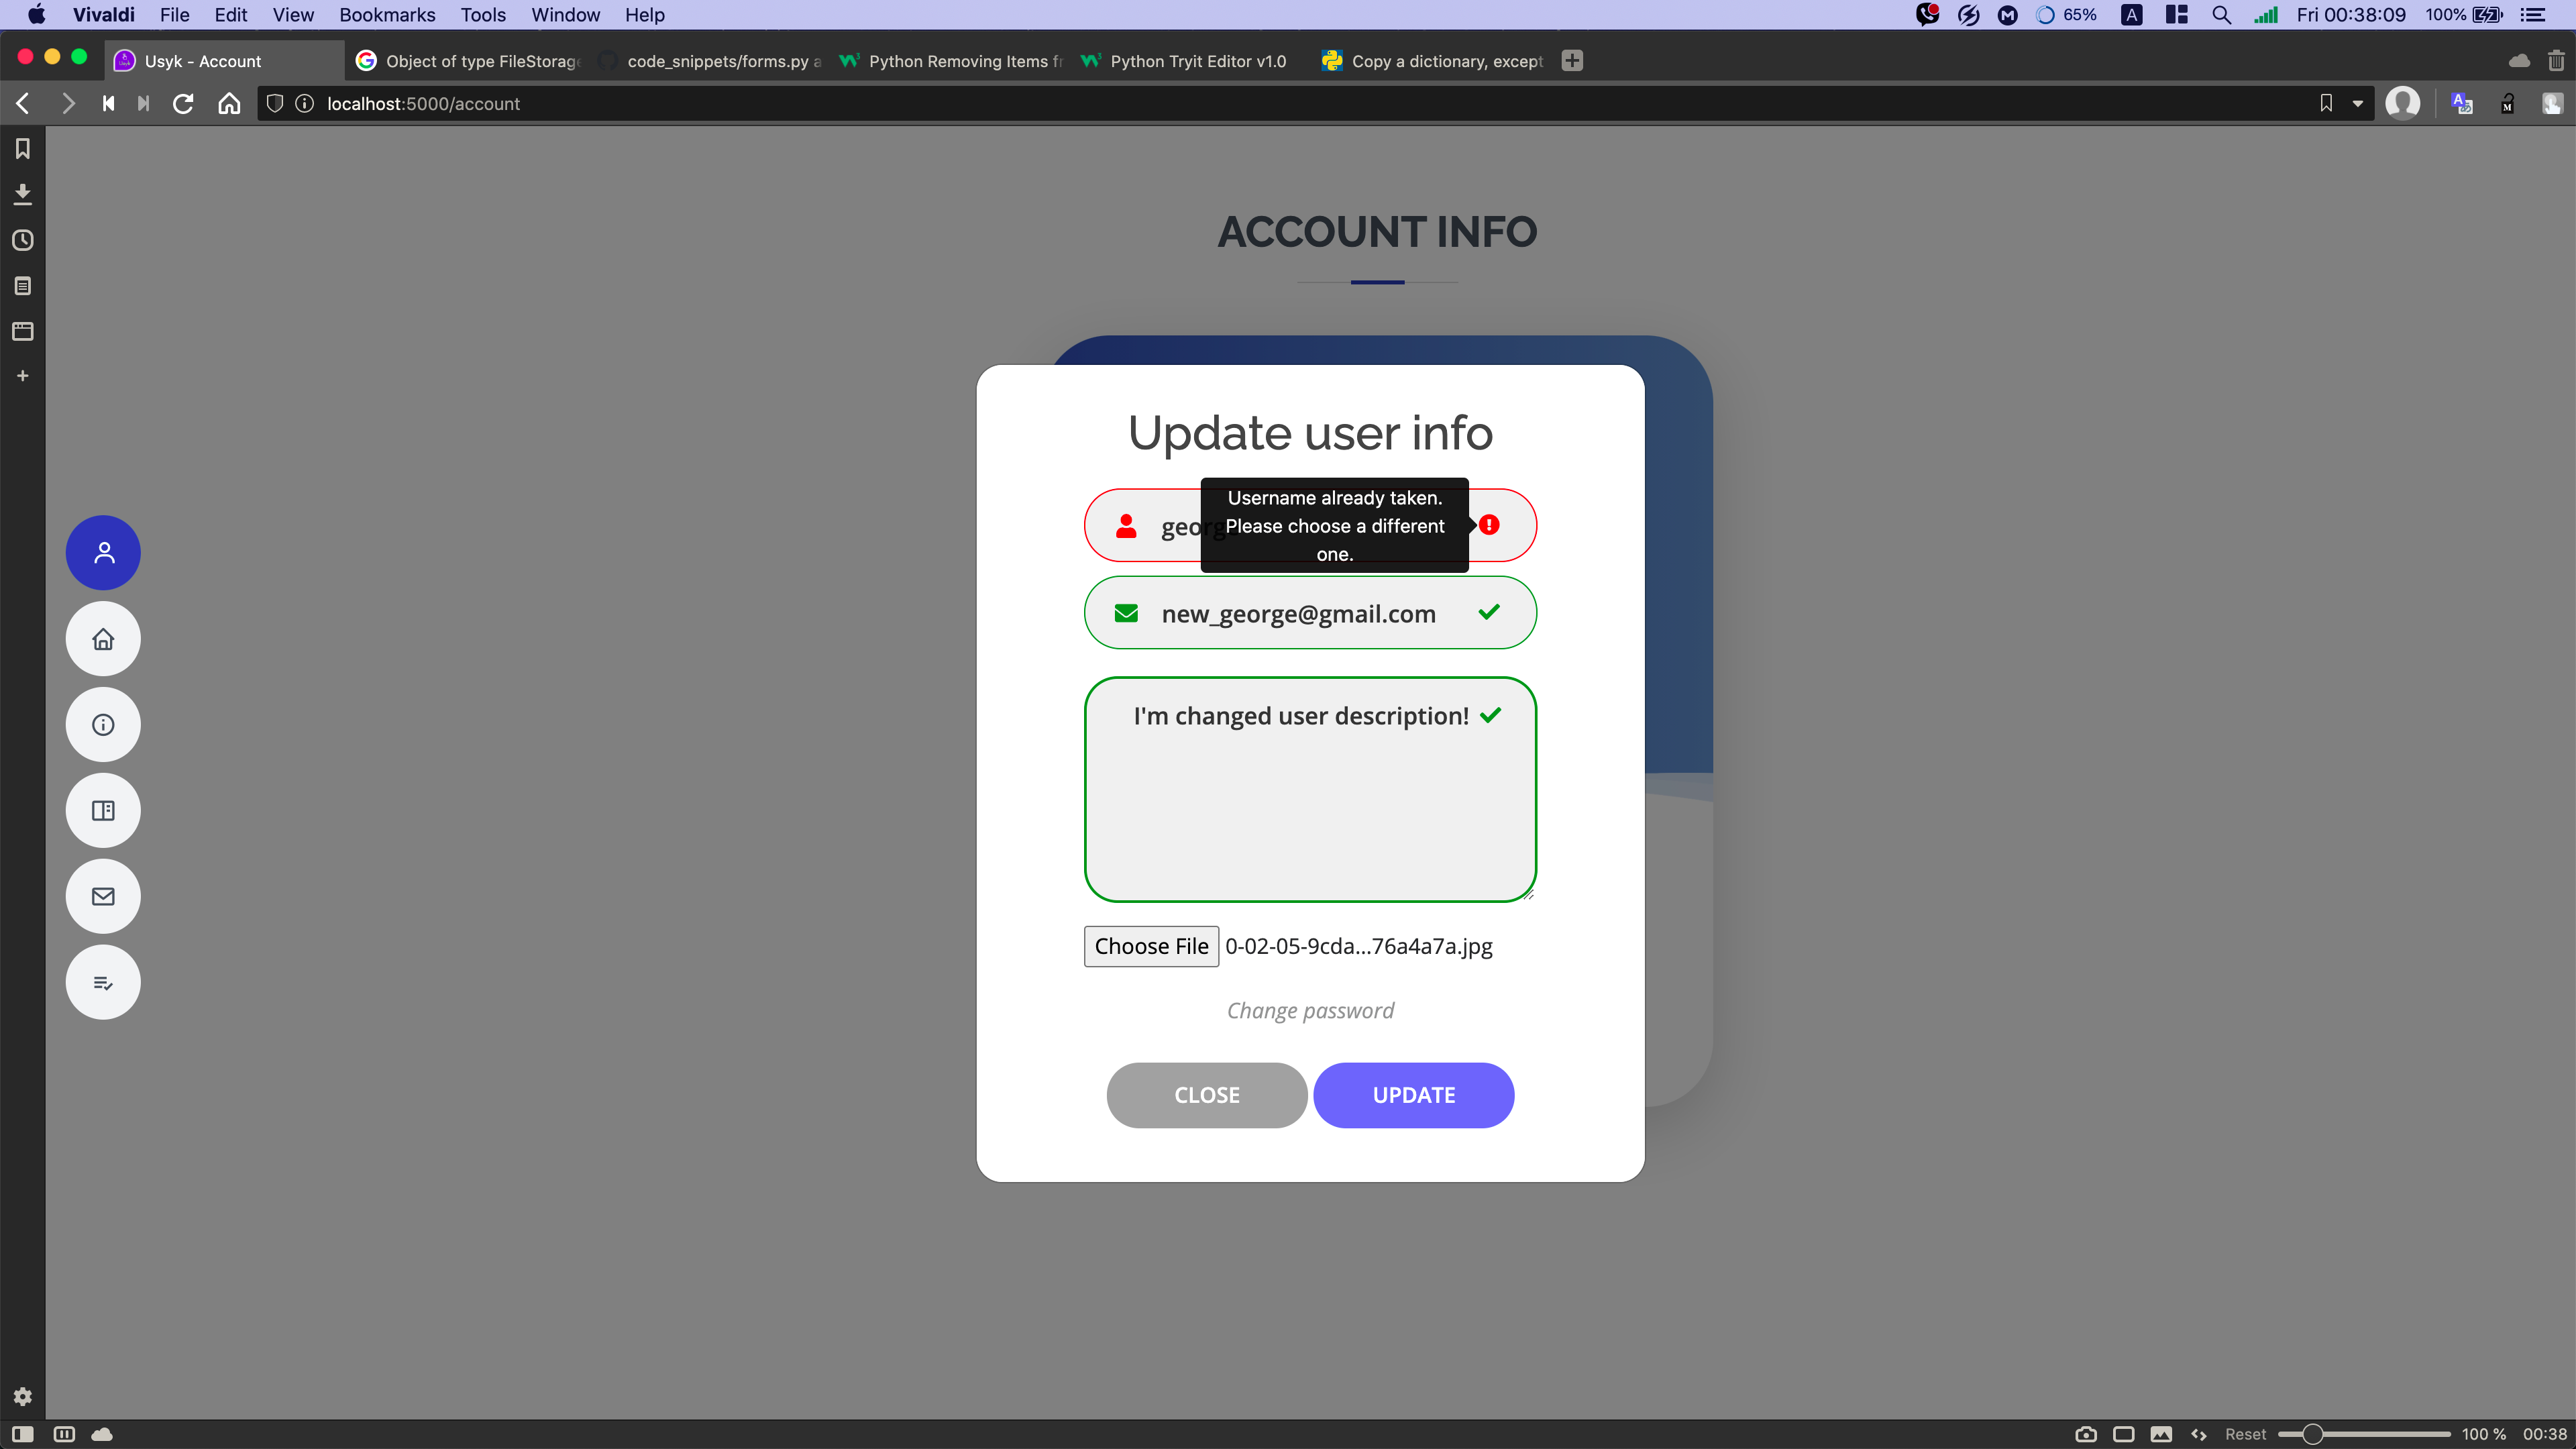 Vivaldi File Edit View Bookmarks Tools Window Help 65% A Fri 00:38:09 100%
Usyk - Account Object of type FileStorage code_snippets/forms.py a Python Removing Items fr Python Tryit Editor v1.0 Copy a dictionary, except
localhost:5000/account
ACCOUNT INFO
Update user info
george
Username already taken.
Please choose a different
one.
new_george@gmail.com
I'm changed user description!
Choose File 0-02-05-9cda...76a4a7a.jpg
Change password
CLOSE UPDATE
Reset 100 % 00:38